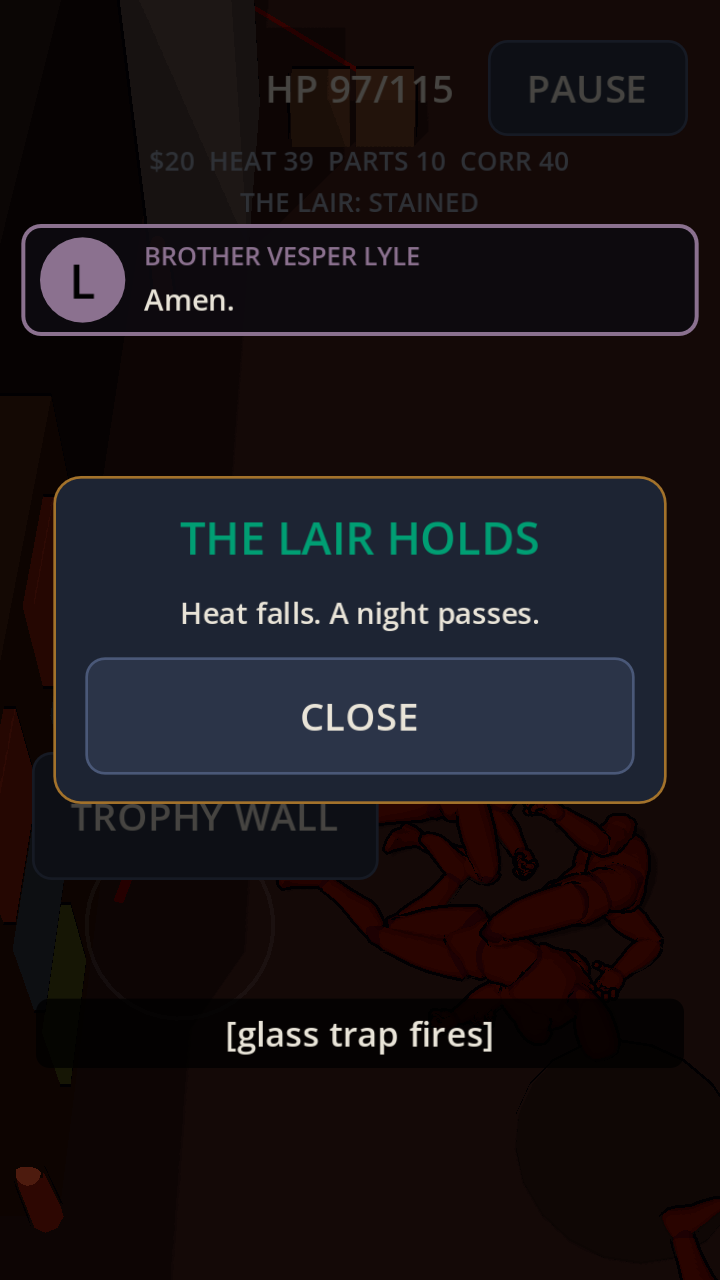 HP 97/115
PAUSE
$20 HEAT 39 PARTS 10 CORR 40
THE LAIR: STAINED
L
BROTHER VESPER LYLE
Amen.
THE LAIR HOLDS
Heat falls. A night passes.
CLOSE
TROPHY WALL
[glass trap fires]